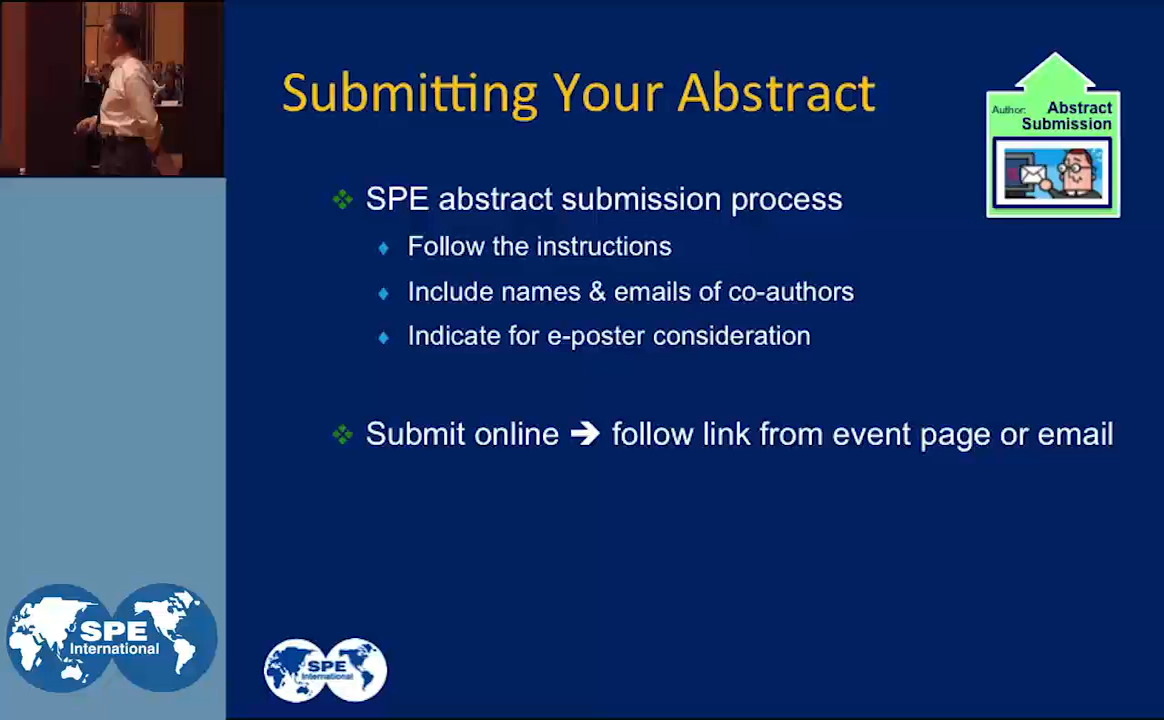 Submitting Your Abstract
Author: Abstract
Submission
SPE abstract submission process
Follow the instructions
Include names & emails of co-authors
Indicate for e-poster consideration
Submit online ➔ follow link from event page or email
SPE
International
SPE
International